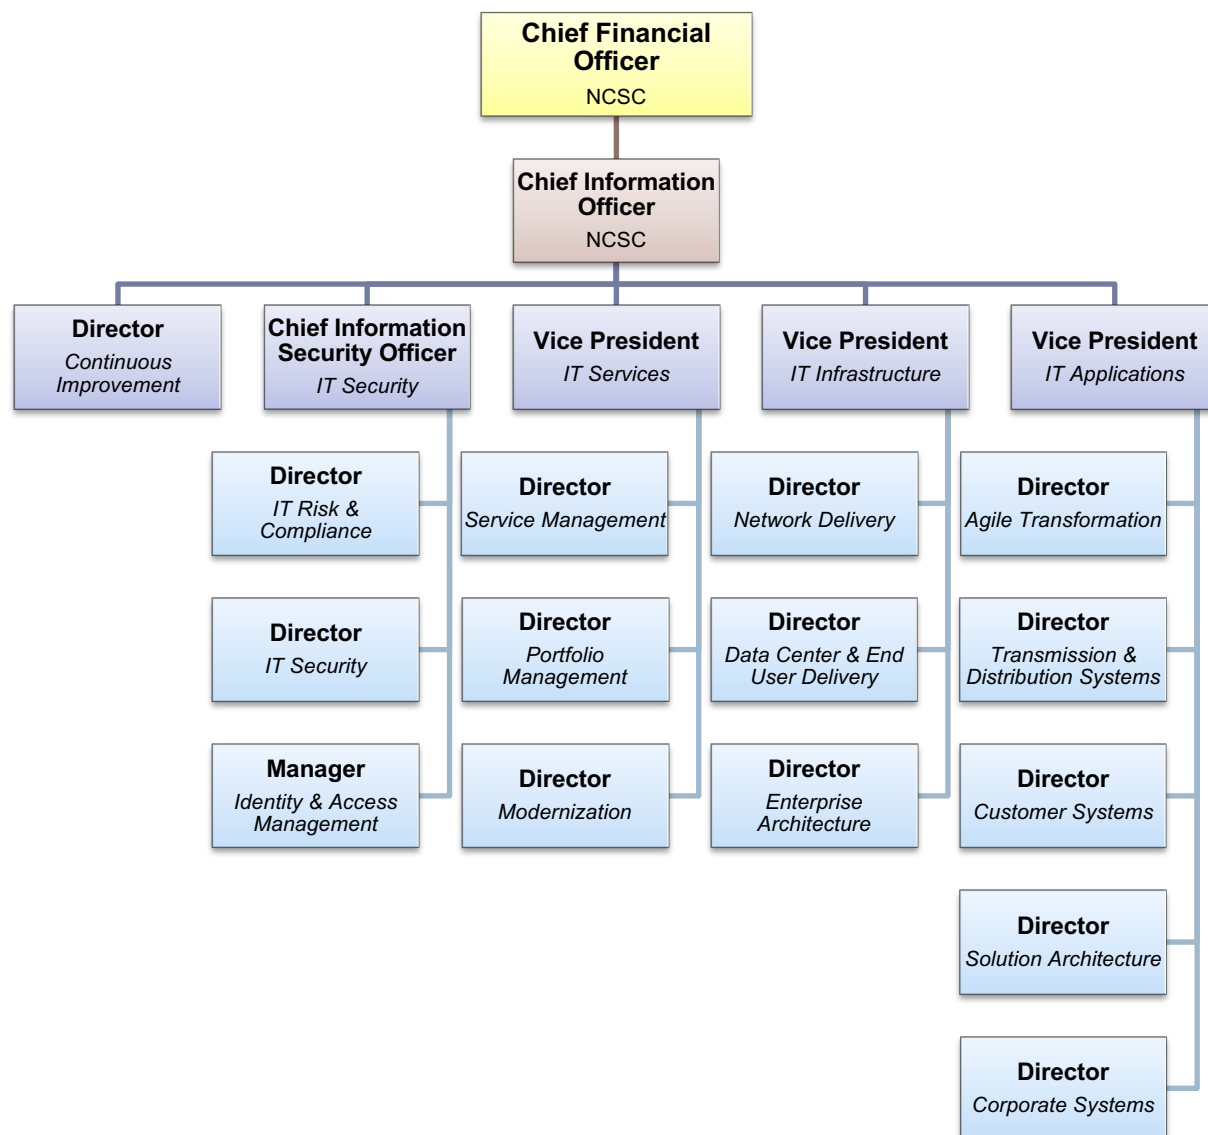 Chief Financial
Officer
NCSC
Chief Information
Officer
NCSC
Director
Continuous
Improvement
Chief Information
Security Officer
IT Security
Vice President
IT Services
Vice President
IT Infrastructure
Vice President
IT Applications
Director
IT Risk &
Compliance
Director
Service Management
Director
Network Delivery
Director
Agile Transformation
Director
IT Security
Director
Portfolio
Management
Director
Data Center & End
User Delivery
Director
Transmission &
Distribution Systems
Manager
Identity & Access
Management
Director
Modernization
Director
Enterprise
Architecture
Director
Customer Systems
Director
Solution Architecture
Director
Corporate Systems